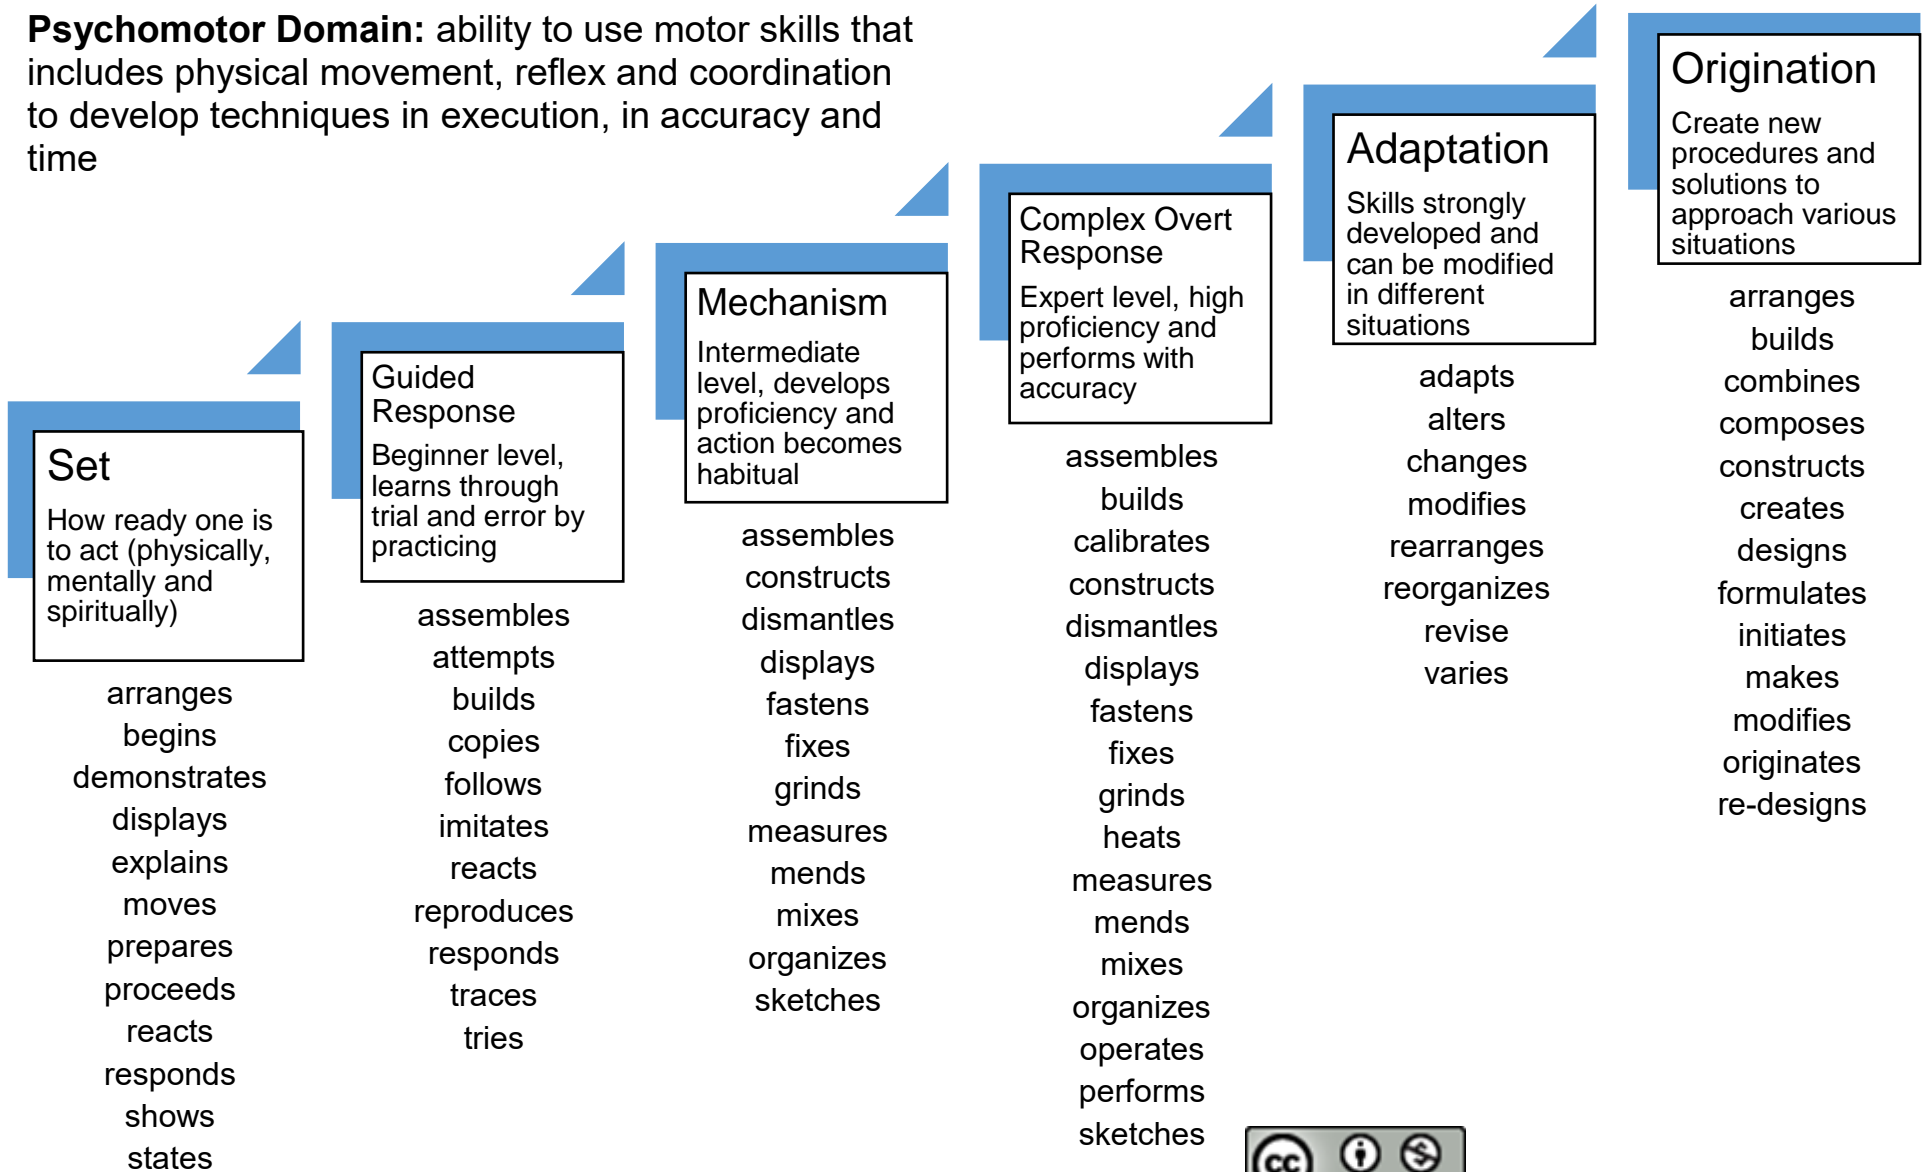 Psychomotor Domain: ability to use motor skills that
includes physical movement, reflex and coordination
to develop techniques in execution, in accuracy and
time
Set
How ready one is
to act (physically,
mentally and
spiritually)
arranges
begins
demonstrates
displays
explains
moves
prepares
proceeds
reacts
responds
shows
states
Guided
Response
Beginner level,
learns through
trial and error by
practicing
assembles
attempts
builds
copies
follows
imitates
reacts
reproduces
responds
traces
tries
Mechanism
Intermediate
level, develops
proficiency and
action becomes
habitual
assembles
constructs
dismantles
displays
fastens
fixes
grinds
measures
mends
mixes
organizes
sketches
Complex Overt
Response
Expert level, high
proficiency and
performs with
accuracy
assembles
builds
calibrates
constructs
dismantles
displays
fastens
fixes
grinds
heats
measures
mends
mixes
organizes
operates
performs
sketches
Adaptation
Skills strongly
developed and
can be modified
in different
situations
adapts
alters
changes
modifies
rearranges
reorganizes
revise
varies
Origination
Create new
procedures and
solutions to
approach various
situations
arranges
builds
combines
composes
constructs
creates
designs
formulates
initiates
makes
modifies
originates
re-designs
cc